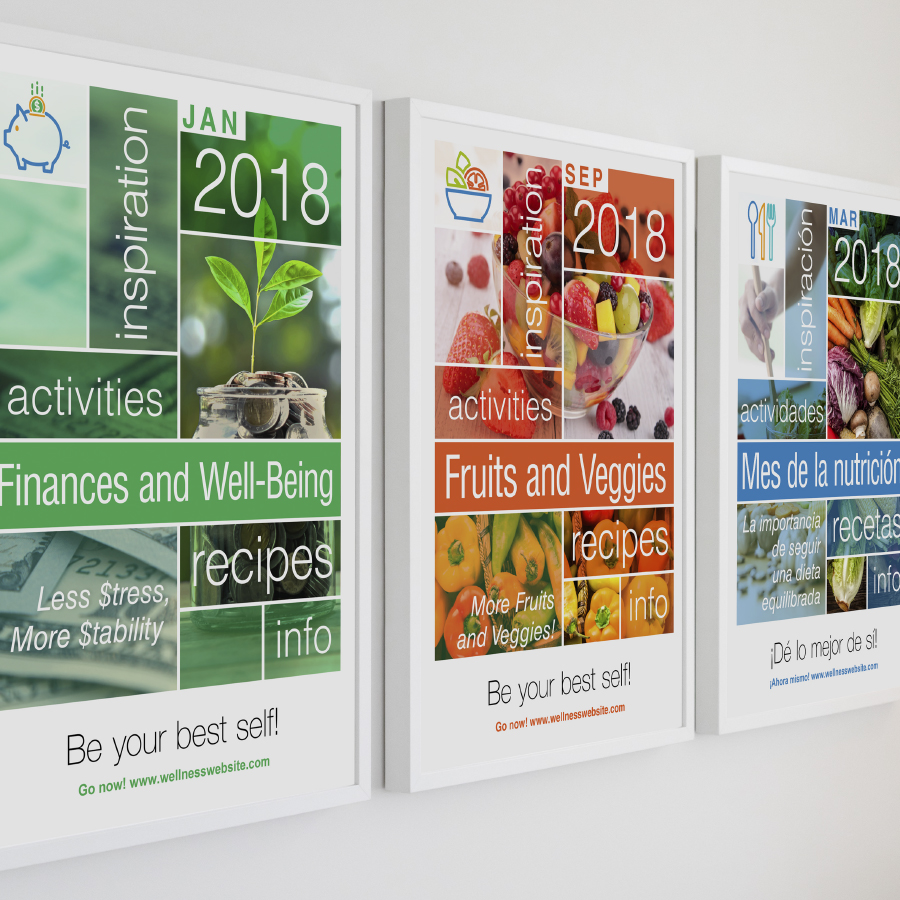 $
inspiration
JAN
2018
activities
Finances and Well-Being
Less $tress,
More $tability
recipes
info
Be your best self!
Go now! www.wellnesswebsite.com
inspiration
SEP
2018
activities
Fruits and Veggies
More Fruits
and Veggies!
recipes
info
Be your best self!
Go now! www.wellnesswebsite.com
inspiración
MAR
2018
actividades
Mes de la nutrición
La importancia
de seguir
una dieta
equilibrada
recetas
info
¡Dé lo mejor de sí!
¡Ahora mismo! www.wellnesswebsite.com